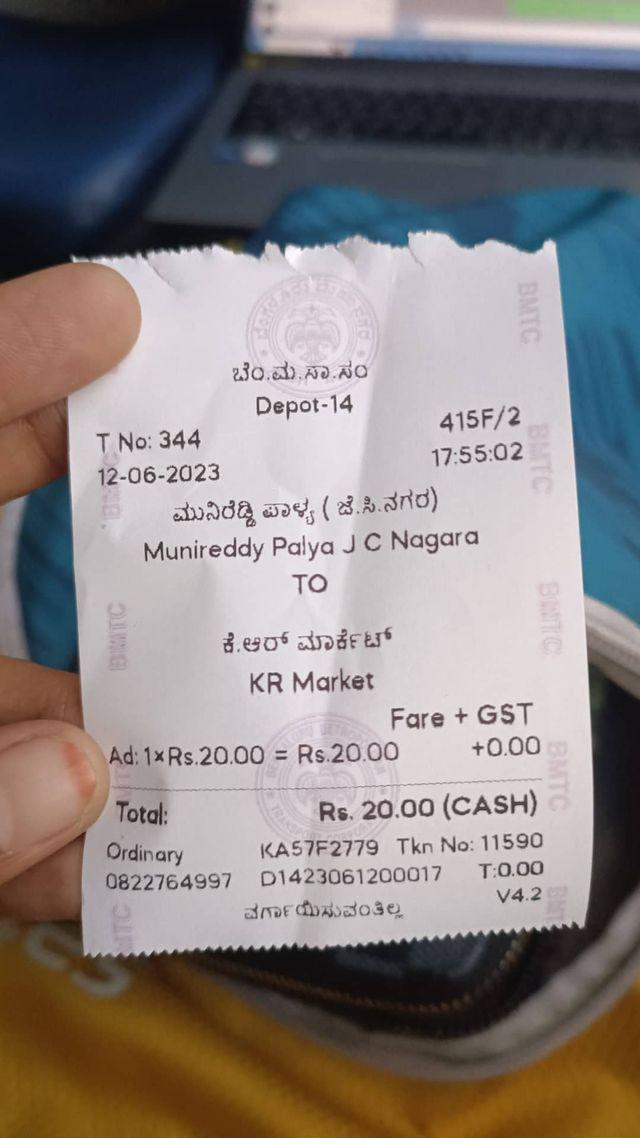 ಬೆಂ.ಮ.ಸಾ.ಸಂ
Depot-14
T No: 344 415F/2
12-06-2023 17:55:02
ಮುನಿರೆಡ್ಡಿ ಪಾಳ್ಯ ( ಜೆ.ಸಿ.ನಗರ)
Munireddy Palya J C Nagara
TO
ಕೆ.ಆರ್ ಮಾರ್ಕೆಟ್
KR Market
Fare + GST
Ad: 1×Rs.20.00 = Rs.20.00 +0.00
Total: Rs. 20.00 (CASH)
Ordinary KA57F2779 Tkn No: 11590
0822764997 D1423061200017 T:0.00
V4.2
ವರ್ಗಾಯಿಸುವಂತಿಲ್ಲ
BMTC
BMTC
BMTC
BMTC
BMTC